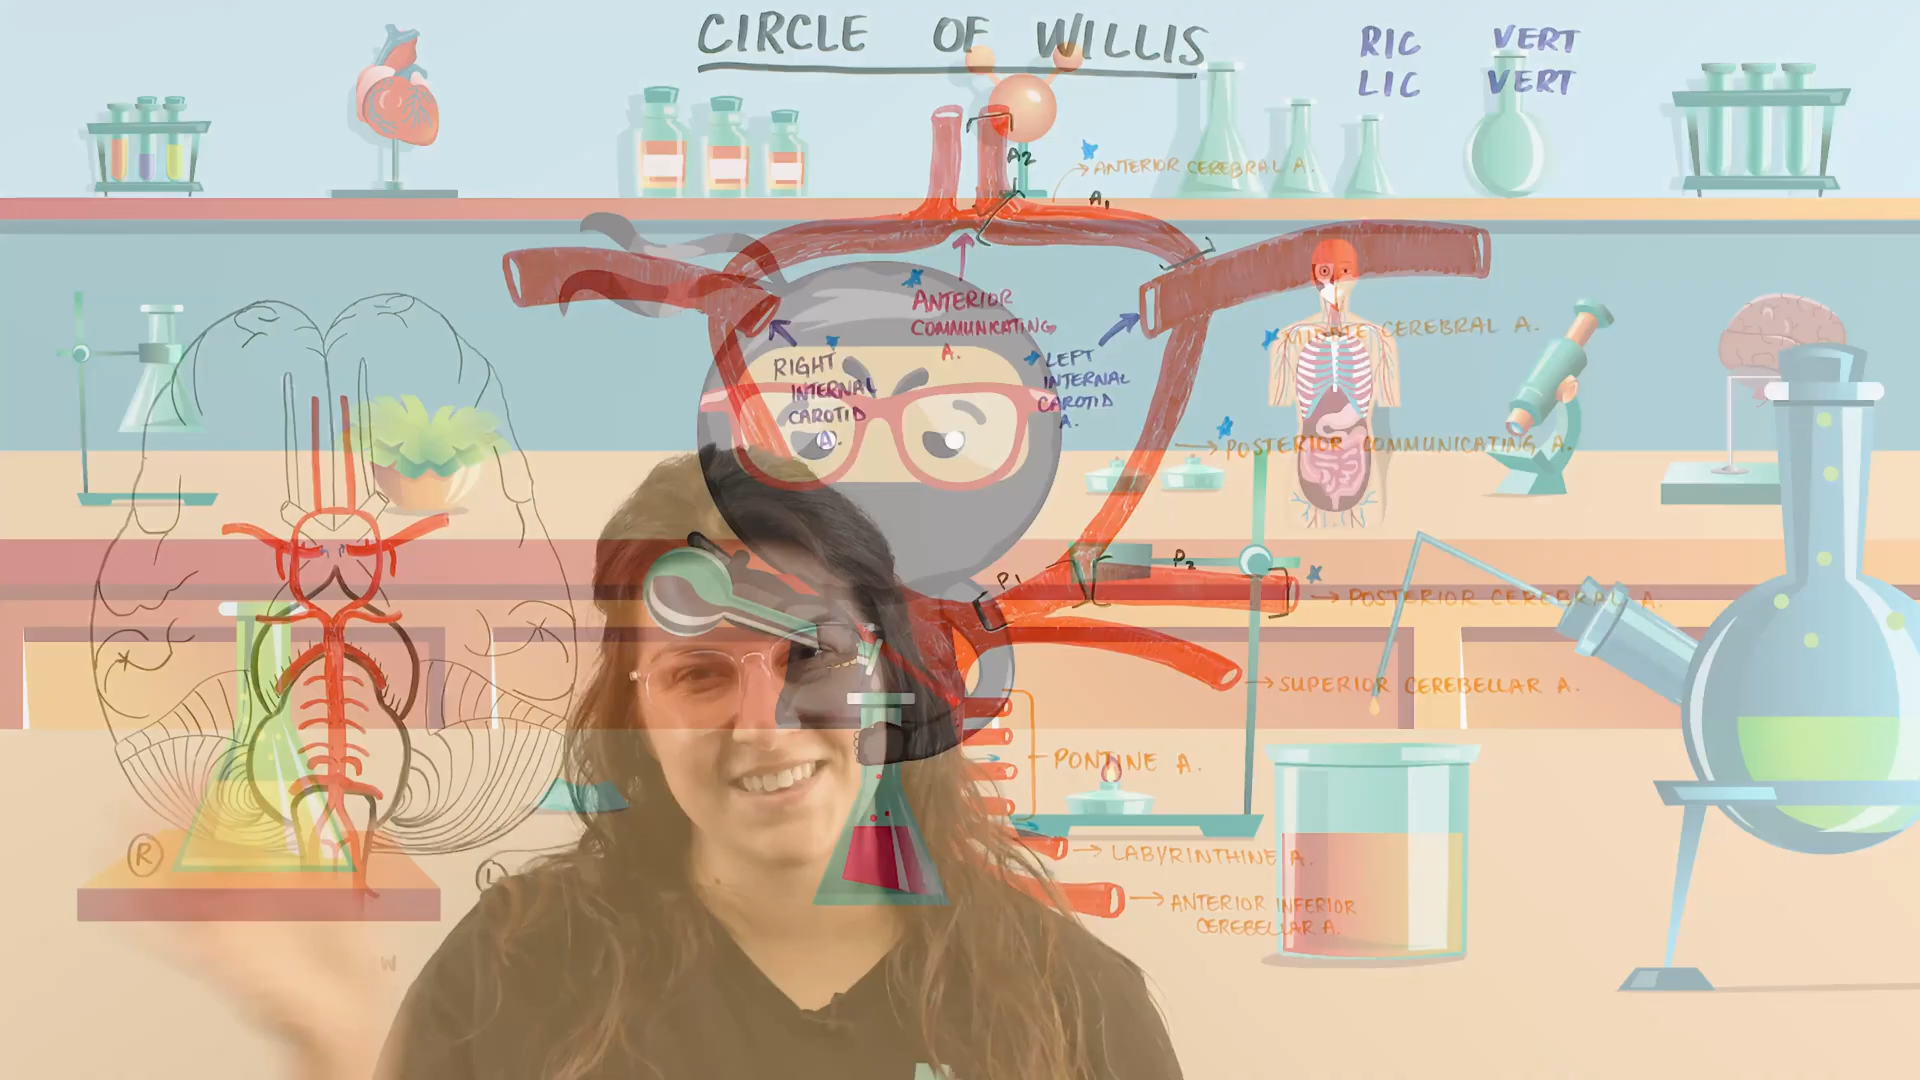 CIRCLE OF WILLIS
RIC VERT
LIC VERT
A2
ANTERIOR CEREBRAL A.
A1
ANTERIOR
COMMUNICATING
A.
RIGHT
INTERNAL
CAROTID
A.
LEFT
INTERNAL
CAROTID
A.
MIDDLE CEREBRAL A.
POSTERIOR COMMUNICATING A.
P1
P2
POSTERIOR CEREBRAL A.
SUPERIOR CEREBELLAR A.
PONTINE A.
LABYRINTHINE A.
ANTERIOR INFERIOR
CEREBELLAR A.
R
L